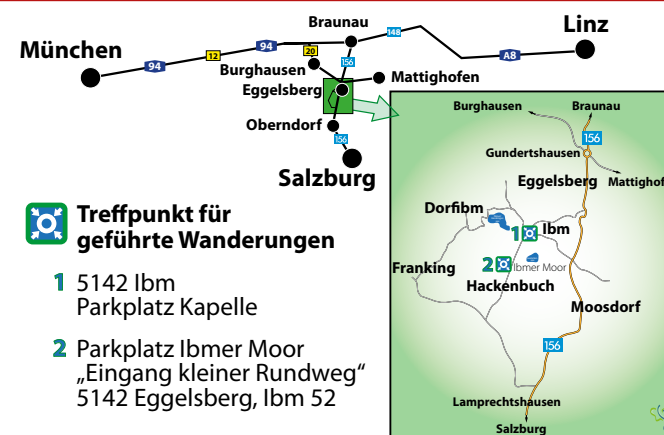 Braunau
Linz
148
München
94
12
94
20
156
A8
Burghausen
Mattighofen
Eggelsberg
Oberndorf
156
Salzburg
Treffpunkt für
geführte Wanderungen
1 5142 Ibm
Parkplatz Kapelle
2 Parkplatz Ibmer Moor
„Eingang kleiner Rundweg“
5142 Eggelsberg, Ibm 52
Burghausen
Braunau
156
Gundertshausen
Eggelsberg
Mattighof
Dorfibm
1
Ibm
Franking
2
Ibmer Moor
Hackenbuch
Moosdorf
156
Lamprechtshausen
Salzburg